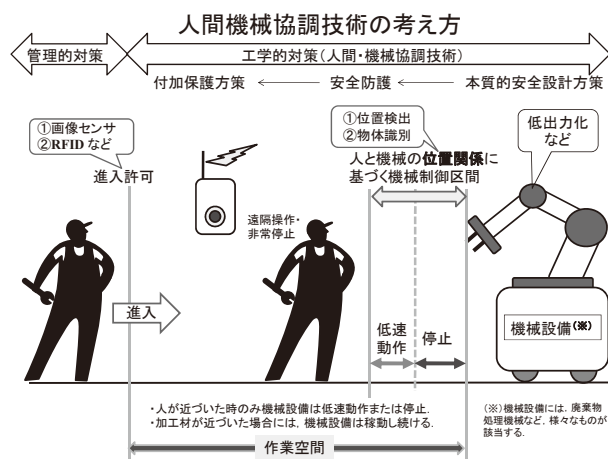 人間機械協調技術の考え方
管理的対策
工学的対策(人間・機械協調技術)
付加保護方策 ← 安全防護 ← 本質的安全設計方策
①画像センサ
②RFID など
進入許可
①位置検出
②物体識別
低出力化
など
人と機械の位置関係に
基づく機械制御区間
遠隔操作・
非常停止
進入
低速
動作
停止
機械設備(※)
・人が近づいた時のみ機械設備は低速動作または停止.
・加工材が近づいた場合には, 機械設備は稼動し続ける.
(※)機械設備には, 廃棄物
処理機械など, 様々なものが
該当する.
作業空間